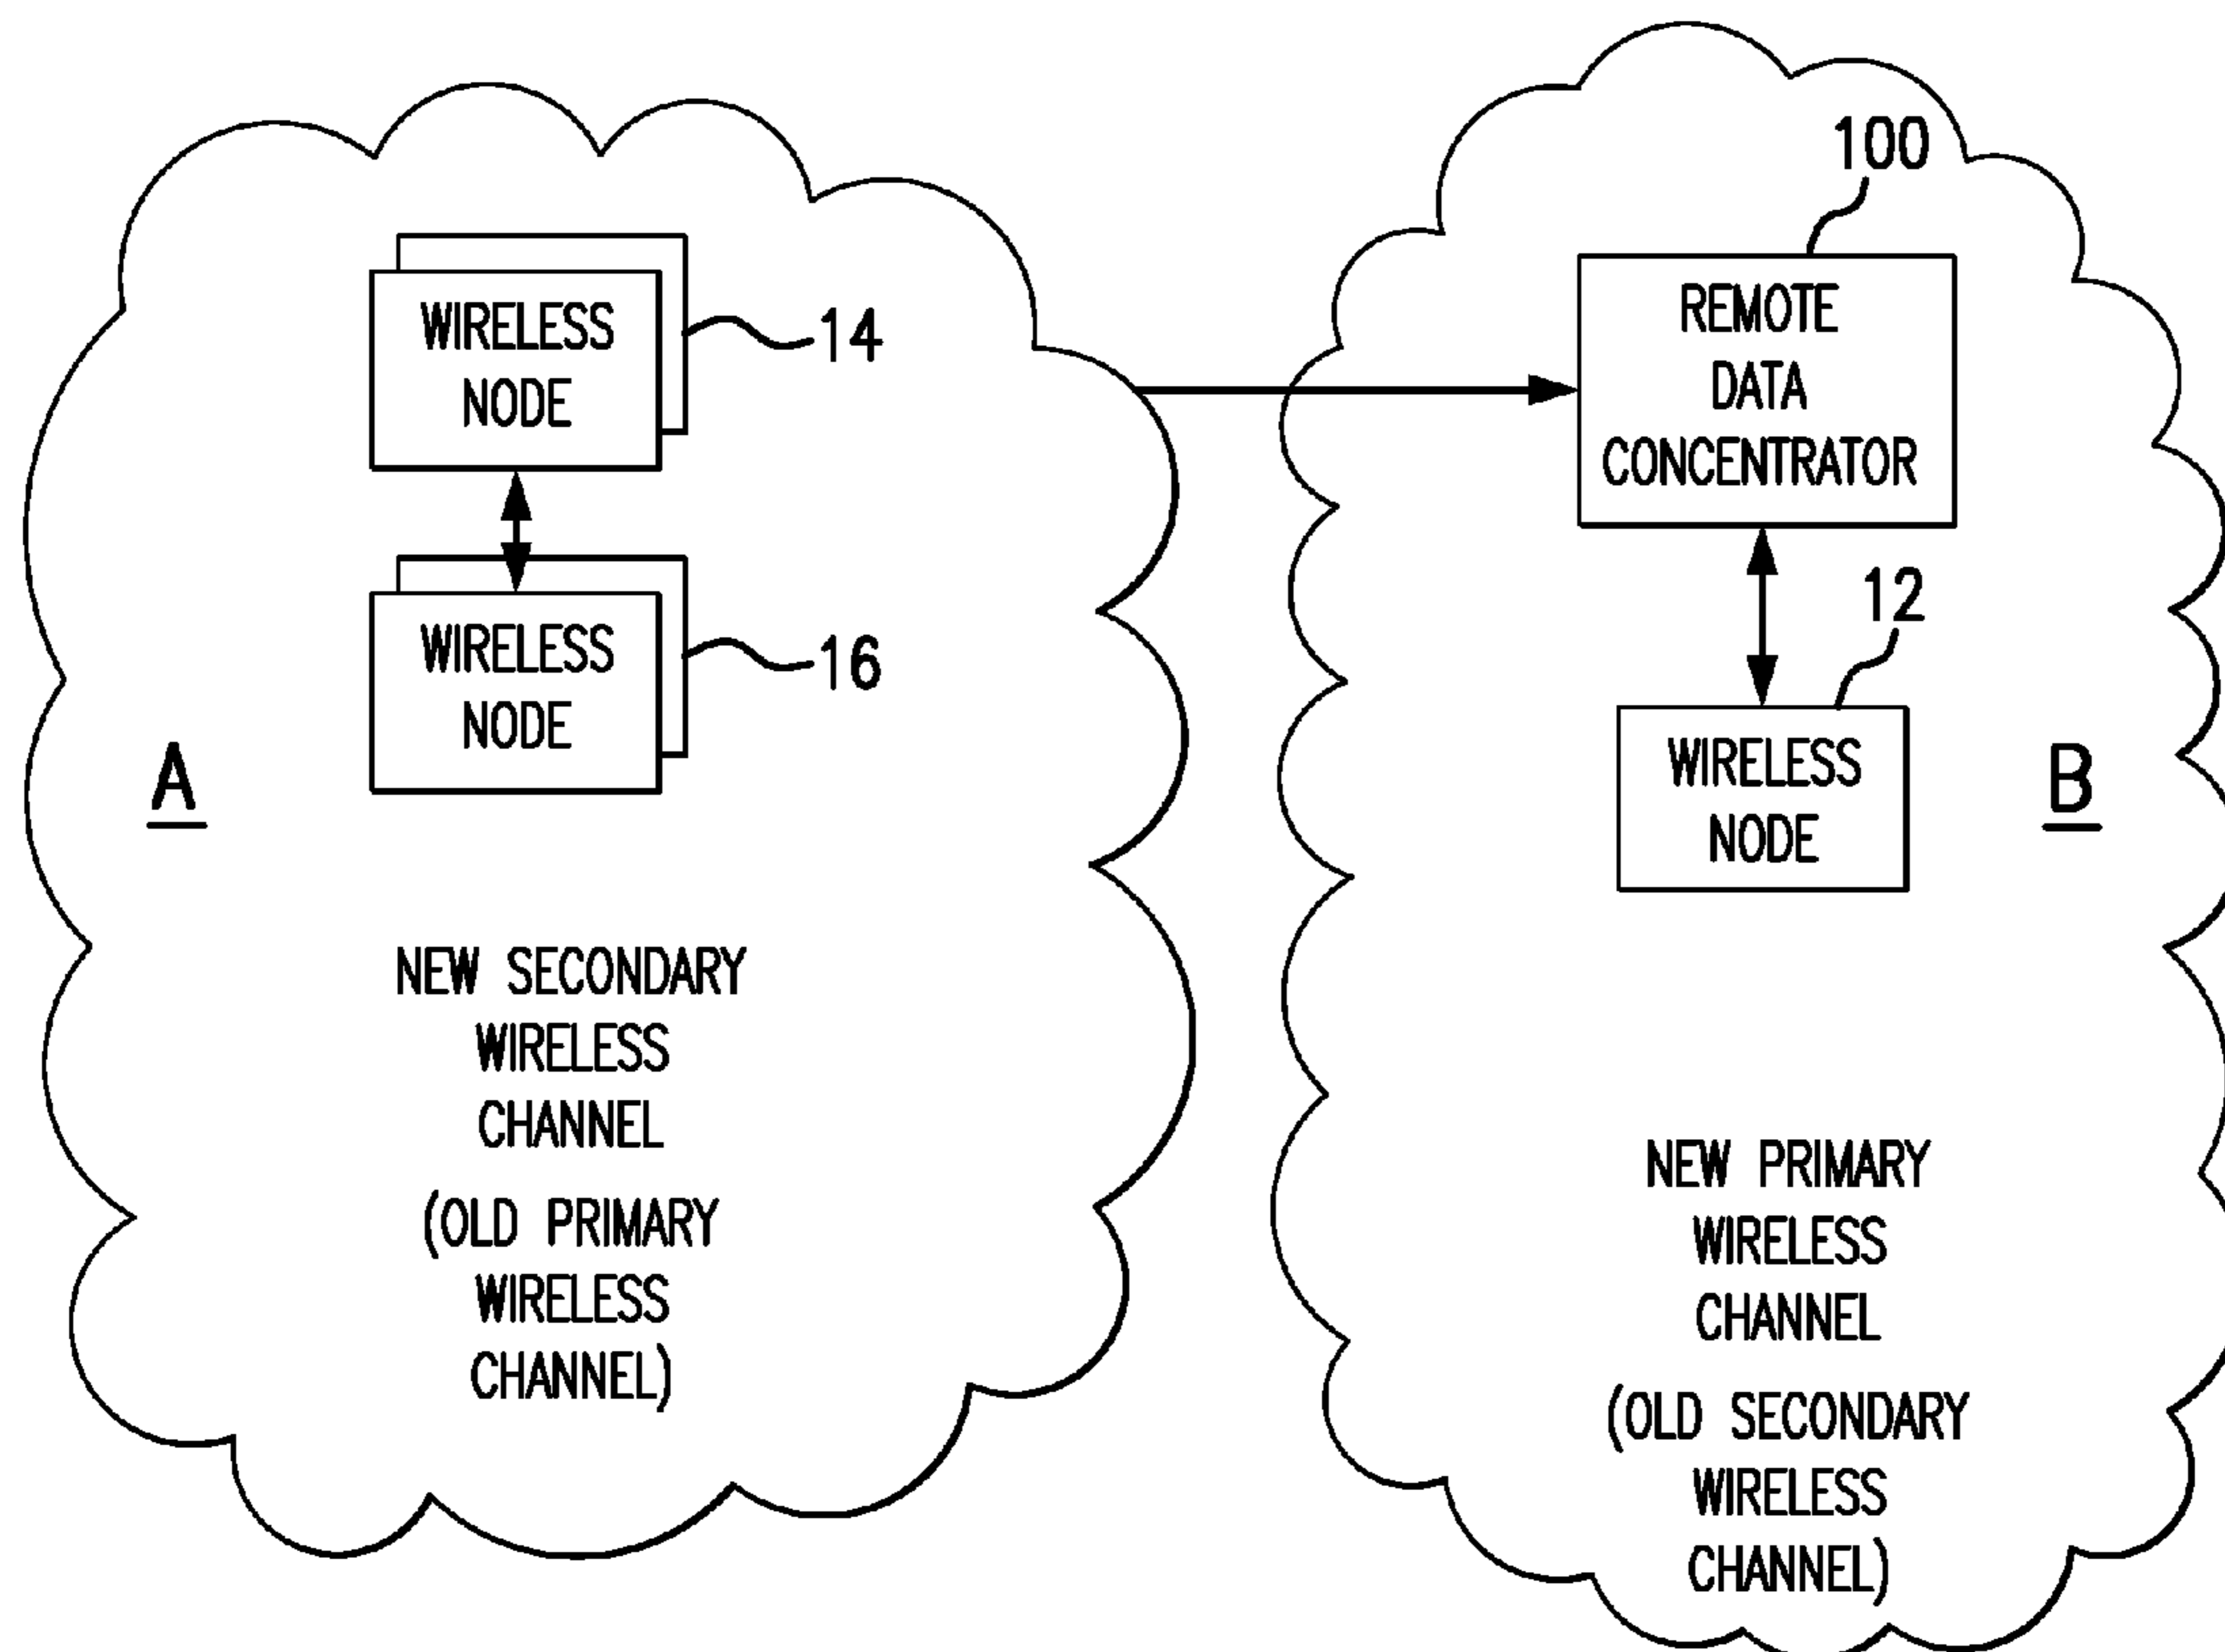 WIRELESS
NODE
14
WIRELESS
NODE
16
A
NEW SECONDARY
WIRELESS
CHANNEL
(OLD PRIMARY
WIRELESS
CHANNEL)
100
REMOTE
DATA
CONCENTRATOR
12
WIRELESS
NODE
B
NEW PRIMARY
WIRELESS
CHANNEL
(OLD SECONDARY
WIRELESS
CHANNEL)